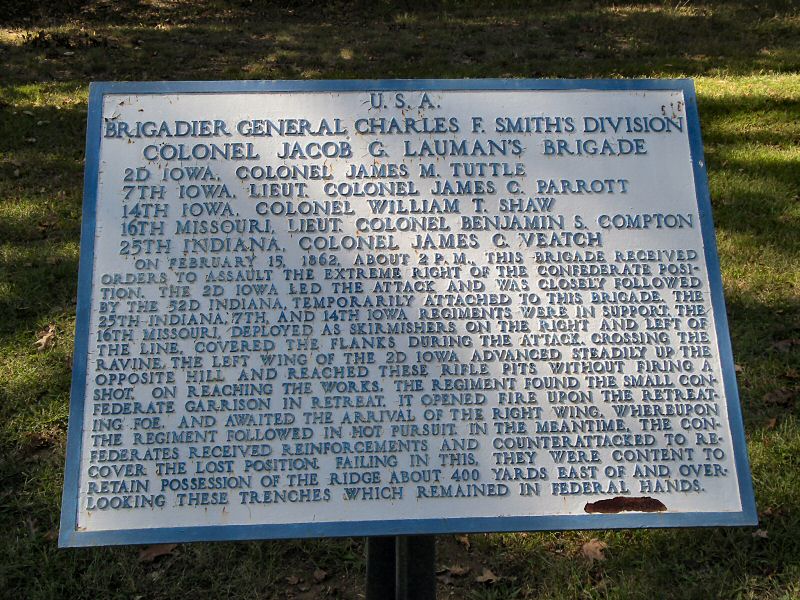 U. S. A.
BRIGADIER GENERAL CHARLES F. SMITH'S DIVISION
COLONEL JACOB G. LAUMAN'S BRIGADE
2D IOWA, COLONEL JAMES M. TUTTLE
7TH IOWA, LIEUT. COLONEL JAMES C. PARROTT
14TH IOWA, COLONEL WILLIAM T. SHAW
16TH MISSOURI, LIEUT. COLONEL BENJAMIN S. COMPTON
25TH INDIANA, COLONEL JAMES C. VEATCH
ON FEBRUARY 15, 1862, ABOUT 2 P. M., THIS BRIGADE RECEIVED
ORDERS TO ASSAULT THE EXTREME RIGHT OF THE CONFEDERATE POSI-
TION. THE 2D IOWA LED THE ATTACK AND WAS CLOSELY FOLLOWED
BY THE 52D INDIANA, TEMPORARILY ATTACHED TO THIS BRIGADE. THE
25TH INDIANA, 7TH, AND 14TH IOWA REGIMENTS WERE IN SUPPORT. THE
16TH MISSOURI, DEPLOYED AS SKIRMISHERS ON THE RIGHT AND LEFT OF
THE LINE, COVERED THE FLANKS DURING THE ATTACK. CROSSING THE
RAVINE, THE LEFT WING OF THE 2D IOWA ADVANCED STEADILY UP THE
OPPOSITE HILL AND REACHED THESE RIFLE PITS WITHOUT FIRING A
SHOT. ON REACHING THE WORKS, THE REGIMENT FOUND THE SMALL CON-
FEDERATE GARRISON IN RETREAT. IT OPENED FIRE UPON THE RETREAT-
ING FOE, AND AWAITED THE ARRIVAL OF THE RIGHT WING, WHEREUPON
THE REGIMENT FOLLOWED IN HOT PURSUIT. IN THE MEANTIME, THE CON-
FEDERATES RECEIVED REINFORCEMENTS AND COUNTERATTACKED TO RE-
COVER THE LOST POSITION. FAILING IN THIS, THEY WERE CONTENT TO
RETAIN POSSESSION OF THE RIDGE ABOUT 400 YARDS EAST OF AND OVER-
LOOKING THESE TRENCHES WHICH REMAINED IN FEDERAL HANDS.